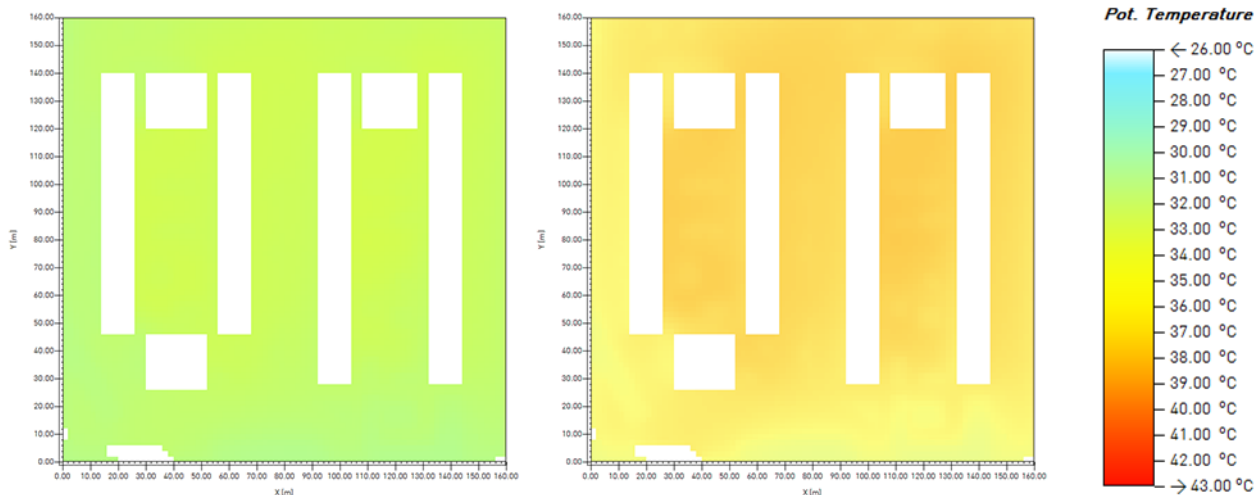 Pot. Temperature
160.00
150.00
140.00
130.00
120.00
110.00
100.00
90.00
80.00
70.00
60.00
50.00
40.00
30.00
20.00
10.00
0.00
Y [m]
0.00 10.00 20.00 30.00 40.00 50.00 60.00 70.00 80.00 90.00 100.00 110.00 120.00 130.00 140.00 150.00 160.00
X [m]
160.00
150.00
140.00
130.00
120.00
110.00
100.00
90.00
80.00
70.00
60.00
50.00
40.00
30.00
20.00
10.00
0.00
Y [m]
0.00 10.00 20.00 30.00 40.00 50.00 60.00 70.00 80.00 90.00 100.00 110.00 120.00 130.00 140.00 150.00 160.00
X [m]
← 26.00 °C
27.00 °C
28.00 °C
29.00 °C
30.00 °C
31.00 °C
32.00 °C
33.00 °C
34.00 °C
35.00 °C
36.00 °C
37.00 °C
38.00 °C
39.00 °C
40.00 °C
41.00 °C
42.00 °C
→ 43.00 °C